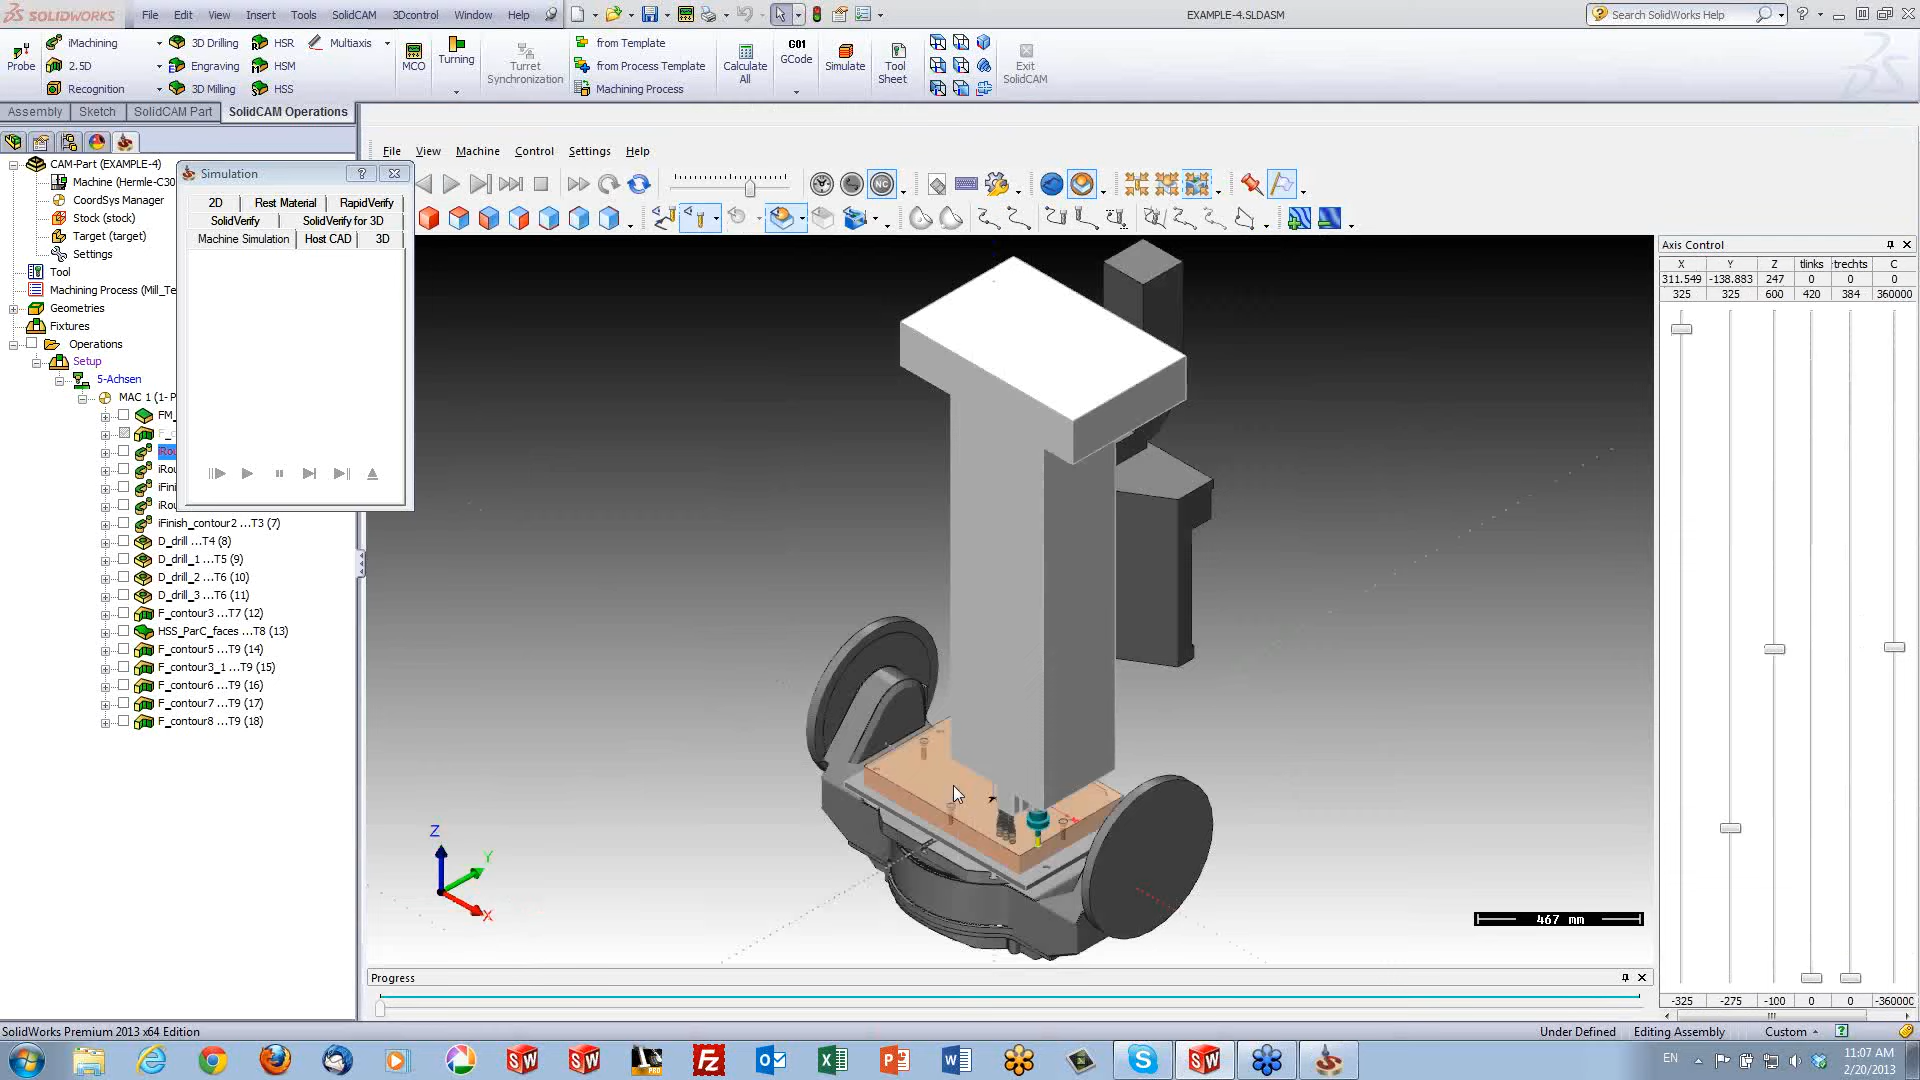 SOLIDWORKS File Edit View Insert Tools SolidCAM 3Dcontrol Window Help EXAMPLE-4.SLDASM Search SolidWorks Help
Probe iMachining 3D Drilling HSR Multiaxis
2.5D Engraving HSM
Recognition 3D Milling HSS
MCO Turning Turret Synchronization
from Template
from Process Template
Machining Process
Calculate All G01 GCode Simulate Tool Sheet Exit SolidCAM
Assembly Sketch SolidCAM Part SolidCAM Operations
File View Machine Control Settings Help
NC
CAM-Part (EXAMPLE-4)
Machine (Hermle-C30
CoordSys Manager
Stock (stock)
Target (target)
Settings
Tool
Machining Process (Mill_Te
Geometries
Fixtures
Operations
Setup
5-Achsen
MAC 1 (1- P
FM_
F_c
iRou
iRou
iFini
iRou
iFinish_contour2 ...T3 (7)
D_drill ...T4 (8)
D_drill_1 ...T5 (9)
D_drill_2 ...T6 (10)
D_drill_3 ...T6 (11)
F_contour3 ...T7 (12)
HSS_ParC_faces ...T8 (13)
F_contour5 ...T9 (14)
F_contour3_1 ...T9 (15)
F_contour6 ...T9 (16)
F_contour7 ...T9 (17)
F_contour8 ...T9 (18)
Simulation
2D Rest Material RapidVerify
SolidVerify SolidVerify for 3D
Machine Simulation Host CAD 3D
Z
Y
X
467 mm
Axis Control
X Y Z tlinks trechts C
311.549 -138.883 247 0 0 0
325 325 600 420 384 360000
-325 -275 -100 0 0 -360000
Progress
SolidWorks Premium 2013 x64 Edition Under Defined Editing Assembly Custom
EN 11:07 AM
2/20/2013